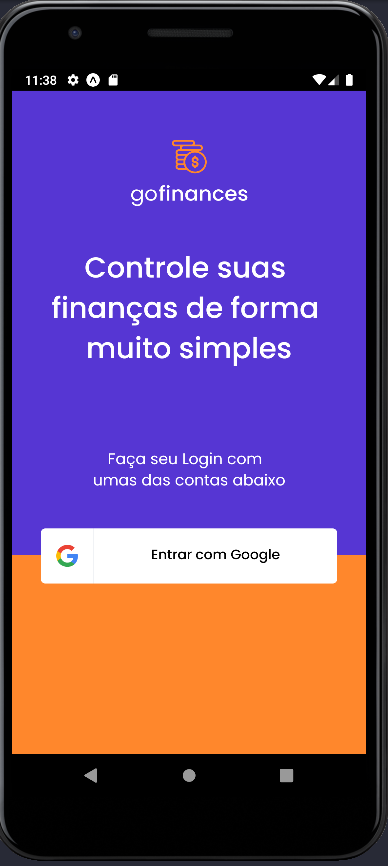 11:38
gofinances
Controle suas
finanças de forma
muito simples
Faça seu Login com
umas das contas abaixo
Entrar com Google